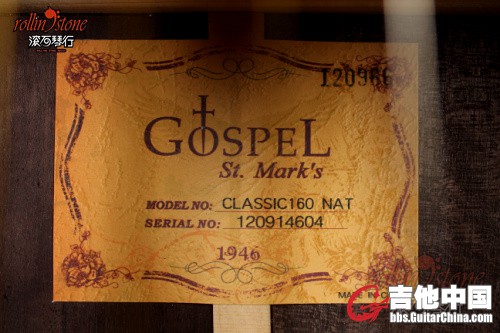 rollin stone
滚石琴行
GOSPEL
St. Mark's
MODEL NO: CLASSIC160 NAT
SERIAL NO: 120914604
1946
吉他中国
bbs.GuitarChina.com